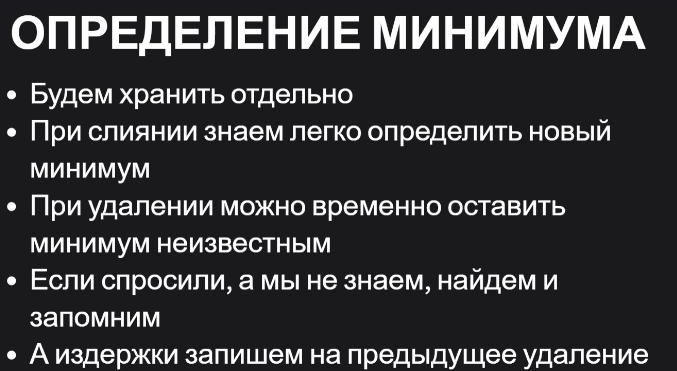 ОПРЕДЕЛЕНИЕ МИНИМУМА
• Будем хранить отдельно
• При слиянии знаем легко определить новый
минимум
• При удалении можно временно оставить
минимум неизвестным
• Если спросили, а мы не знаем, найдем и
запомним
• А издержки запишем на предыдущее удаление